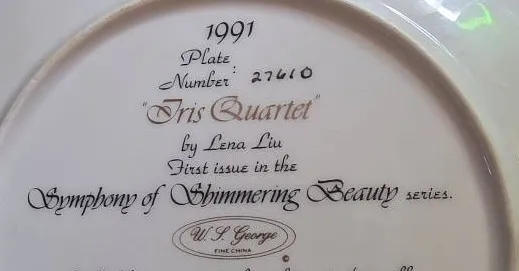 1991
Plate
Number: 27610
"Iris Quartet"
by Lena Liu
First issue in the
Symphony of Shimmering Beauty series.
W. S. George
FINE CHINA
©